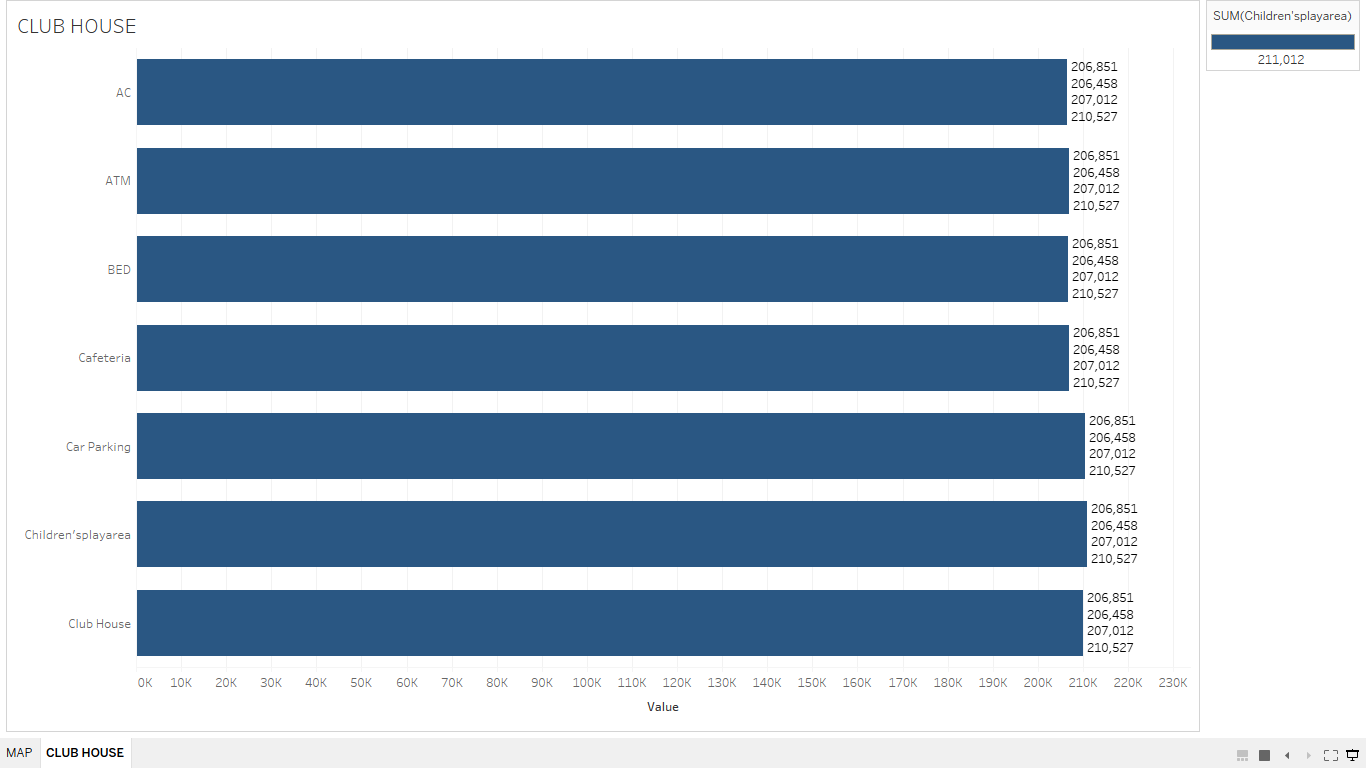 CLUB HOUSE
SUM(Children'splayarea)
211,012
AC
206,851
206,458
207,012
210,527
ATM
206,851
206,458
207,012
210,527
BED
206,851
206,458
207,012
210,527
Cafeteria
206,851
206,458
207,012
210,527
Car Parking
206,851
206,458
207,012
210,527
Children'splayarea
206,851
206,458
207,012
210,527
Club House
206,851
206,458
207,012
210,527
0K 10K 20K 30K 40K 50K 60K 70K 80K 90K 100K 110K 120K 130K 140K 150K 160K 170K 180K 190K 200K 210K 220K 230K
Value
MAP CLUB HOUSE